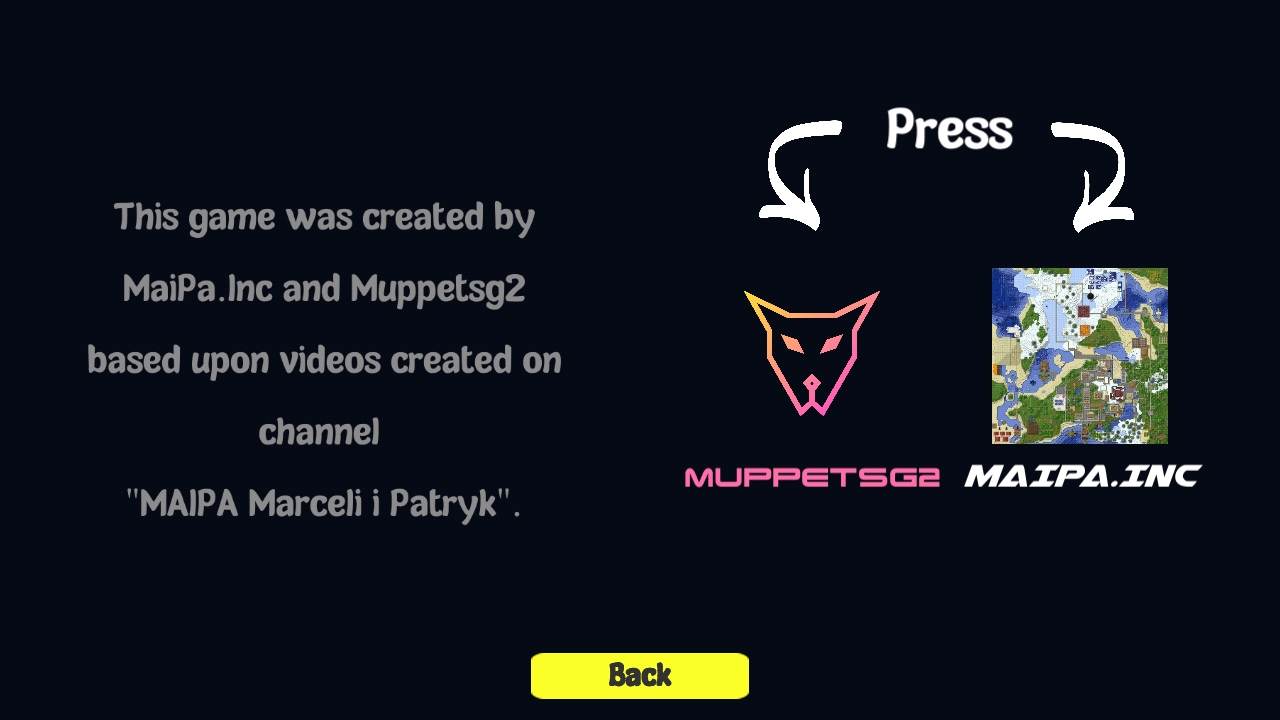 This game was created by
MaiPa.Inc and Muppetsg2
based upon videos created on
channel
"MAIPA Marceli i Patryk".
Press
MUPPETSG2
MAIPA.INC
Back